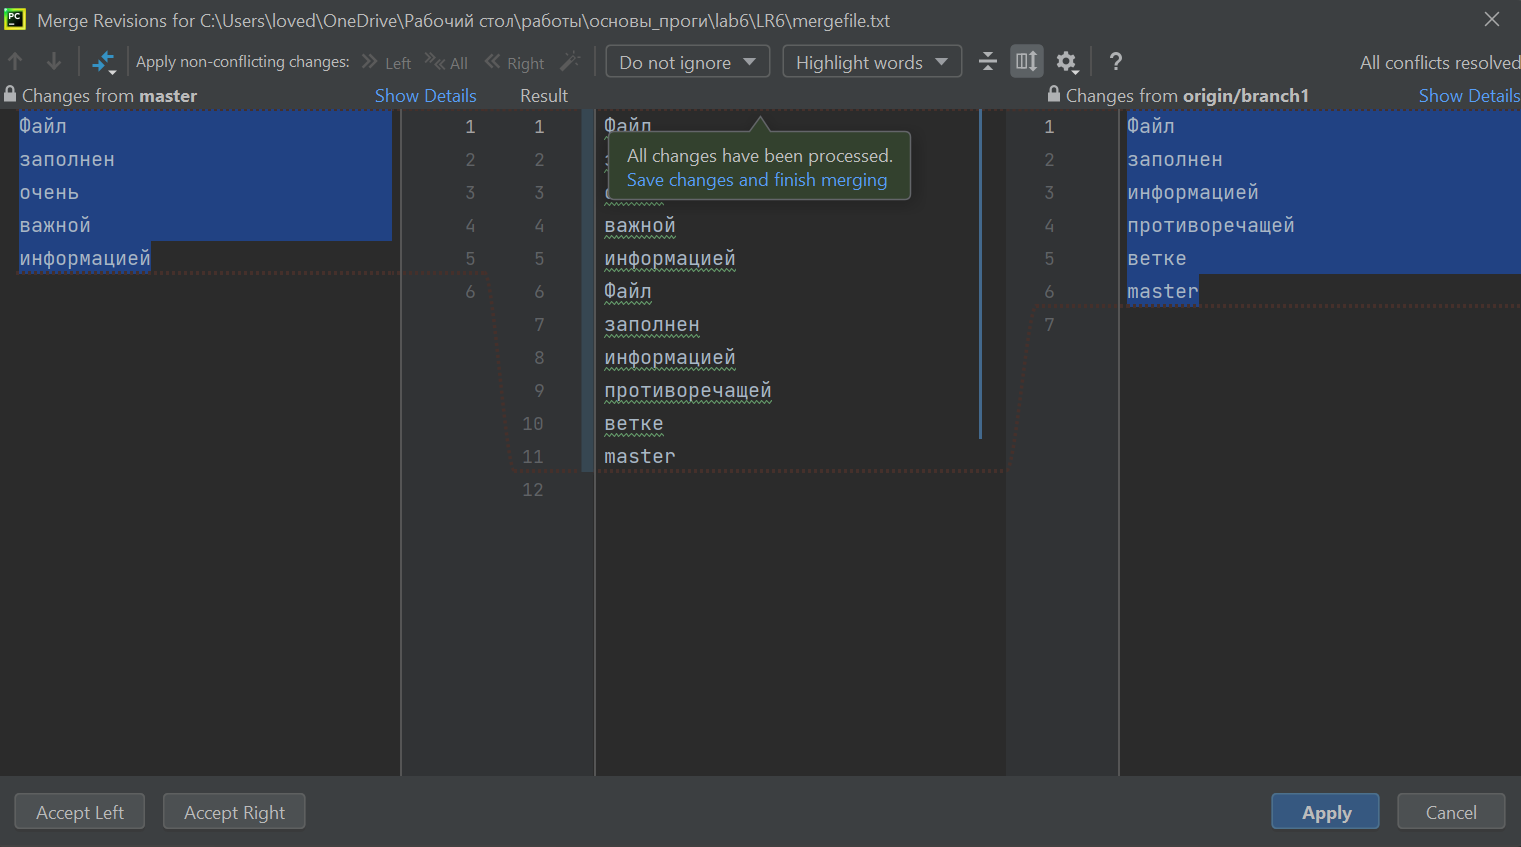 PC
Merge Revisions for C:\Users\loved\OneDrive\Рабочий стол\работы\основы_проги\lab6\LR6\mergefile.txt
Apply non-conflicting changes: Left All Right Do not ignore Highlight words ? All conflicts resolved
Changes from master Show Details Result Changes from origin/branch1 Show Details
Файл 1
заполнен 2
очень 3
важной 4
информацией 5
6
1 Файл
2
3
4 важной
5 информацией
6 Файл
7 заполнен
8 информацией
9 противоречащей
10 ветке
11 master
12
All changes have been processed.
Save changes and finish merging
1 Файл
2 заполнен
3 информацией
4 противоречащей
5 ветке
6 master
7
Accept Left Accept Right Apply Cancel